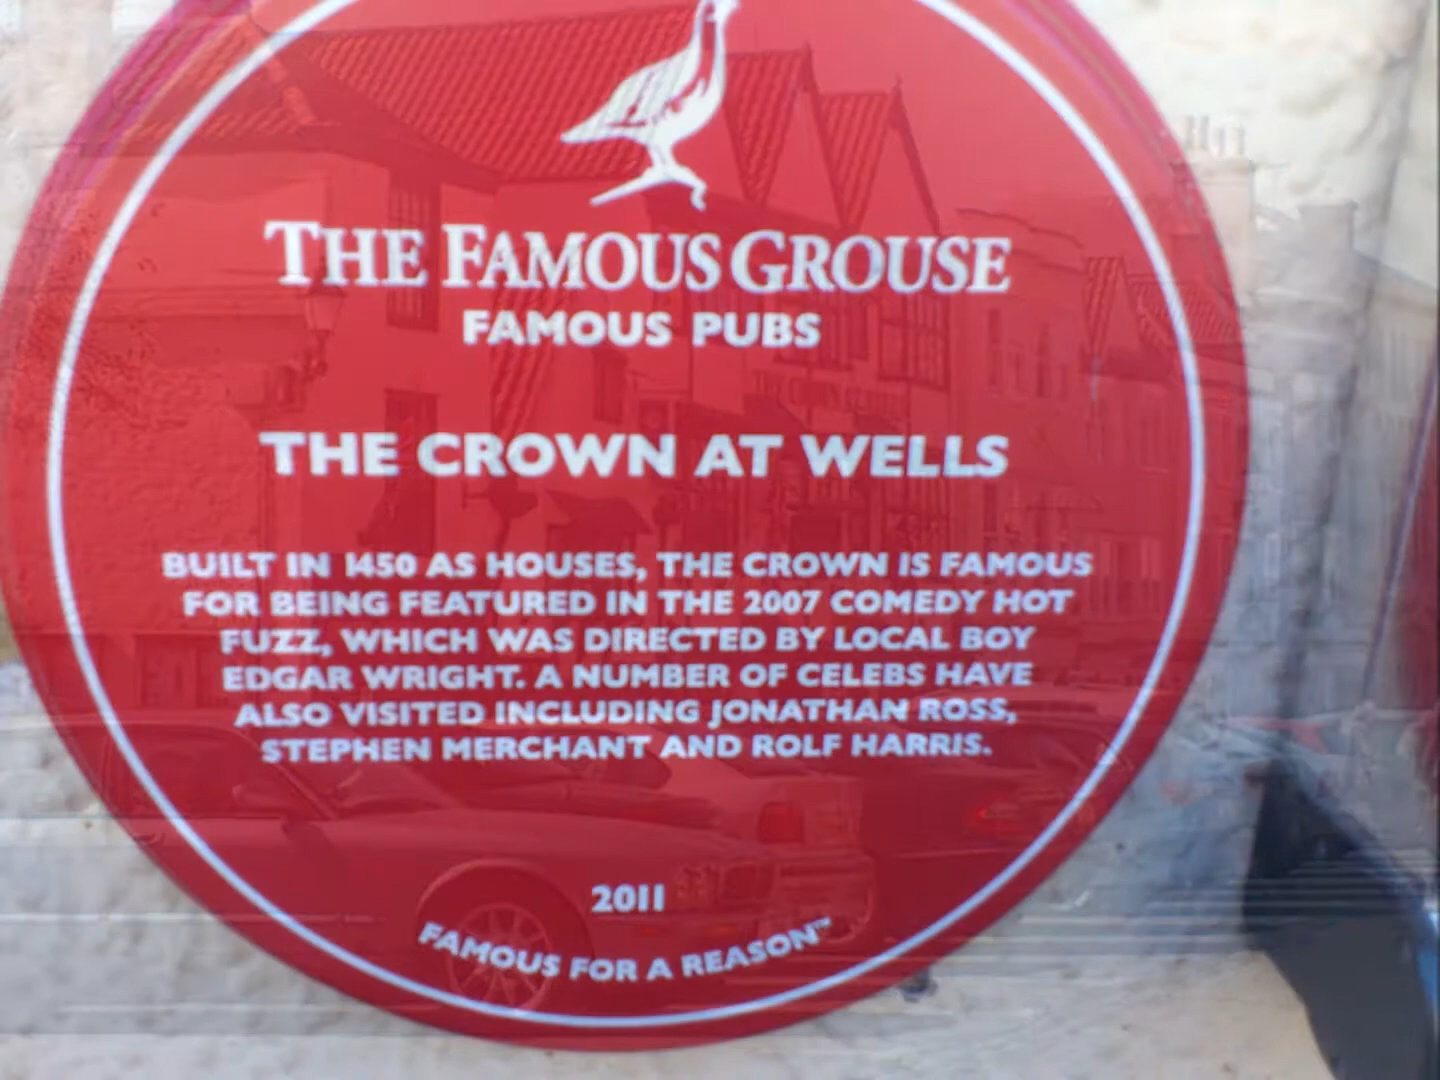 THE FAMOUS GROUSE
FAMOUS PUBS
THE CROWN AT WELLS
BUILT IN 1450 AS HOUSES, THE CROWN IS FAMOUS
FOR BEING FEATURED IN THE 2007 COMEDY HOT
FUZZ, WHICH WAS DIRECTED BY LOCAL BOY
EDGAR WRIGHT. A NUMBER OF CELEBS HAVE
ALSO VISITED INCLUDING JONATHAN ROSS,
STEPHEN MERCHANT AND ROLF HARRIS.
2011
FAMOUS FOR A REASON™